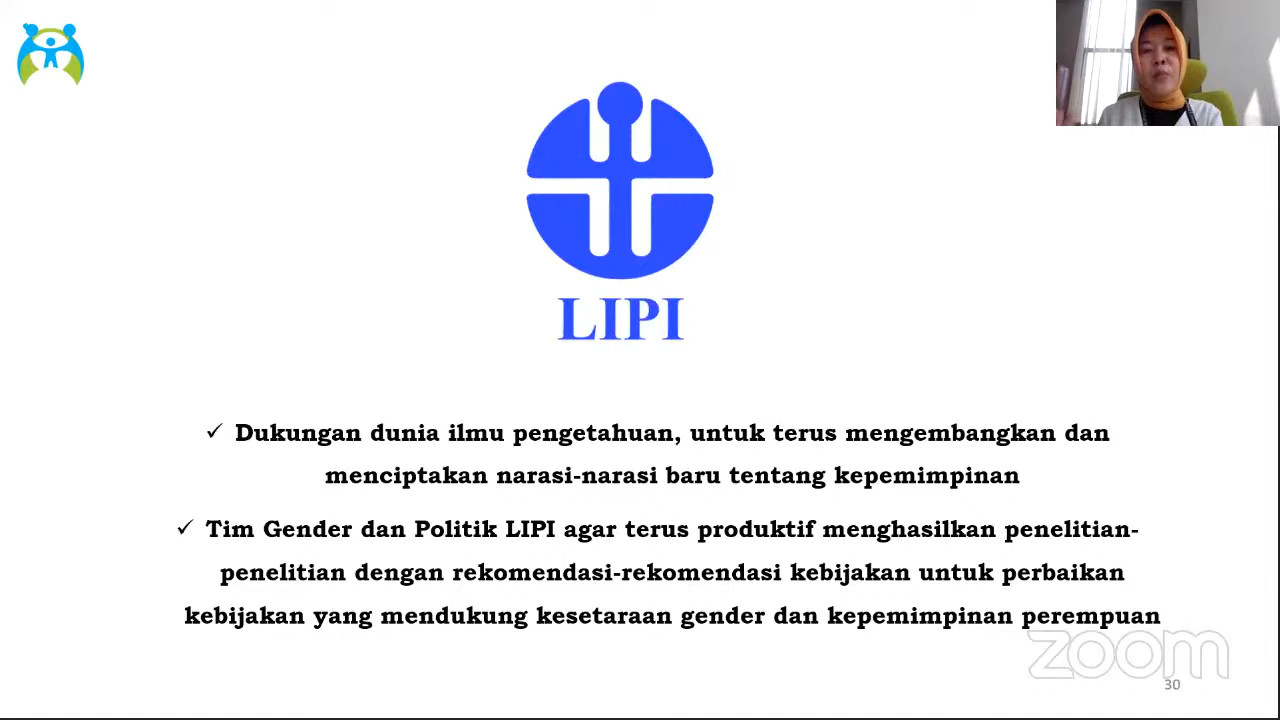 LIPI
✓ Dukungan dunia ilmu pengetahuan, untuk terus mengembangkan dan
menciptakan narasi-narasi baru tentang kepemimpinan
✓ Tim Gender dan Politik LIPI agar terus produktif menghasilkan penelitian-
penelitian dengan rekomendasi-rekomendasi kebijakan untuk perbaikan
kebijakan yang mendukung kesetaraan gender dan kepemimpinan perempuan
zoom
30